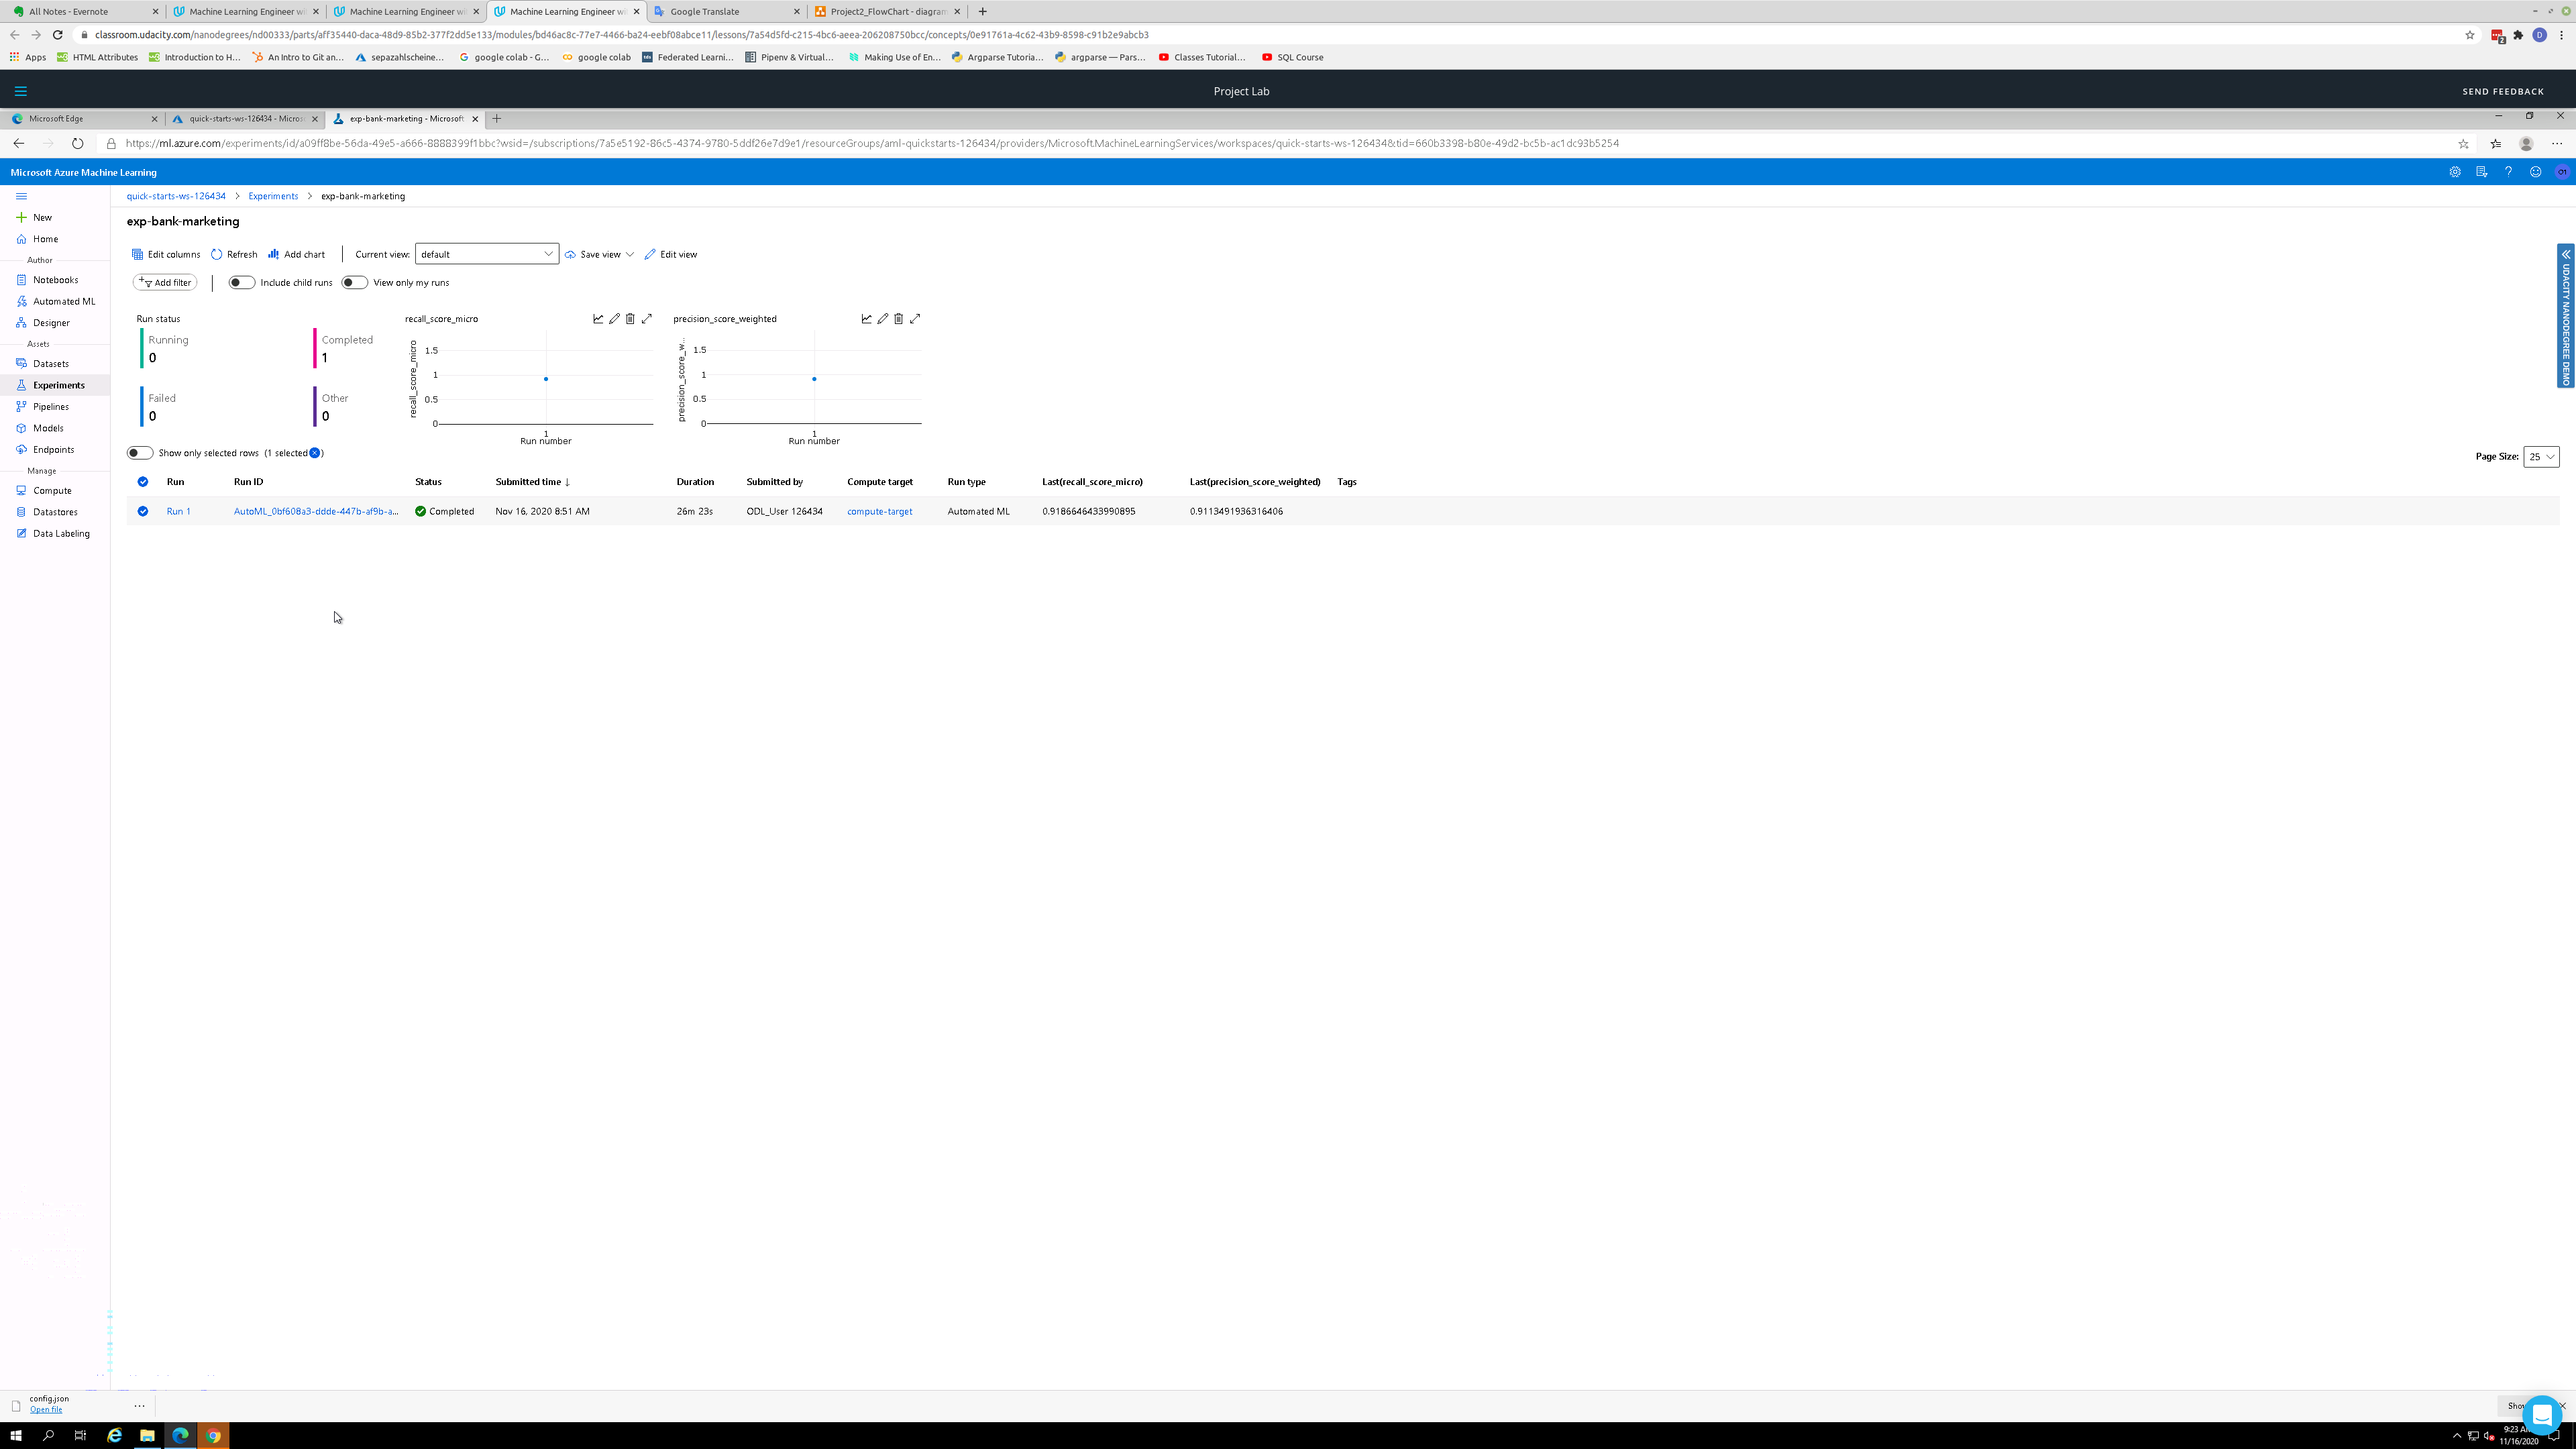 All Notes - Evernote
Machine Learning Engineer wi
Machine Learning Engineer wi
Machine Learning Engineer wi
Google Translate
Project2_FlowChart - diagram
classroom.udacity.com/nanodegrees/nd00333/parts/aff35440-daca-48d9-85b2-377f2dd5e133/modules/bd46ac8c-77e7-4466-ba24-eebf08abce11/lessons/7a54d5fd-c215-4bc6-aeea-206208750bcc/concepts/0e91761a-4c62-43b9-8598-c91b2e9abcb3
Apps
HTML Attributes
Introduction to H...
An Intro to Git an...
sepazahlscheine...
google colab - G...
google colab
Federated Learni...
Pipenv & Virtual...
Making Use of En...
Argparse Tutoria...
argparse — Pars...
Classes Tutorial...
SQL Course
Project Lab
SEND FEEDBACK
Microsoft Edge
quick-starts-ws-126434 - Micros
exp-bank-marketing - Microsoft
https://ml.azure.com/experiments/id/a09ff8be-56da-49e5-a666-8888399f1bbc?wsid=/subscriptions/7a5e5192-86c5-4374-9780-5ddf26e7d9e1/resourceGroups/aml-quickstarts-126434/providers/Microsoft.MachineLearningServices/workspaces/quick-starts-ws-126434&tid=660b3398-b80e-49d2-bc5b-ac1dc93b5254
Microsoft Azure Machine Learning
quick-starts-ws-126434 > Experiments > exp-bank-marketing
New
Home
Author
Notebooks
Automated ML
Designer
Assets
Datasets
Experiments
Pipelines
Models
Endpoints
Manage
Compute
Datastores
Data Labeling
exp-bank-marketing
Edit columns
Refresh
Add chart
Current view:
default
Save view
Edit view
Add filter
Include child runs
View only my runs
UDACITY NANODEGREE DEMO
Run status
Running
0
Completed
1
Failed
0
Other
0
recall_score_micro
recall_score_micro
1.5
1
0.5
0
1
Run number
precision_score_weighted
precision_score_w...
1.5
1
0.5
0
1
Run number
Show only selected rows (1 selected )
Page Size: 25
Run
Run ID
Status
Submitted time ↓
Duration
Submitted by
Compute target
Run type
Last(recall_score_micro)
Last(precision_score_weighted)
Tags
Run 1
AutoML_0bf608a3-ddde-447b-af9b-a...
Completed
Nov 16, 2020 8:51 AM
26m 23s
ODL_User 126434
compute-target
Automated ML
0.9186646433990895
0.9113491936316406
config.json
Open file
9:23
11/16/2020